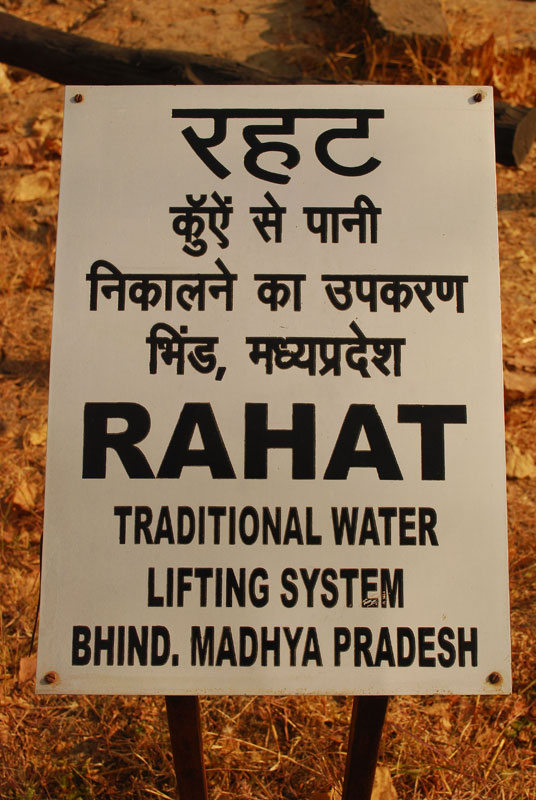 रहट
कुॅऐं से पानी
निकालने का उपकरण
भिंड, मध्यप्रदेश
RAHAT
TRADITIONAL WATER
LIFTING SYSTEM
BHIND. MADHYA PRADESH